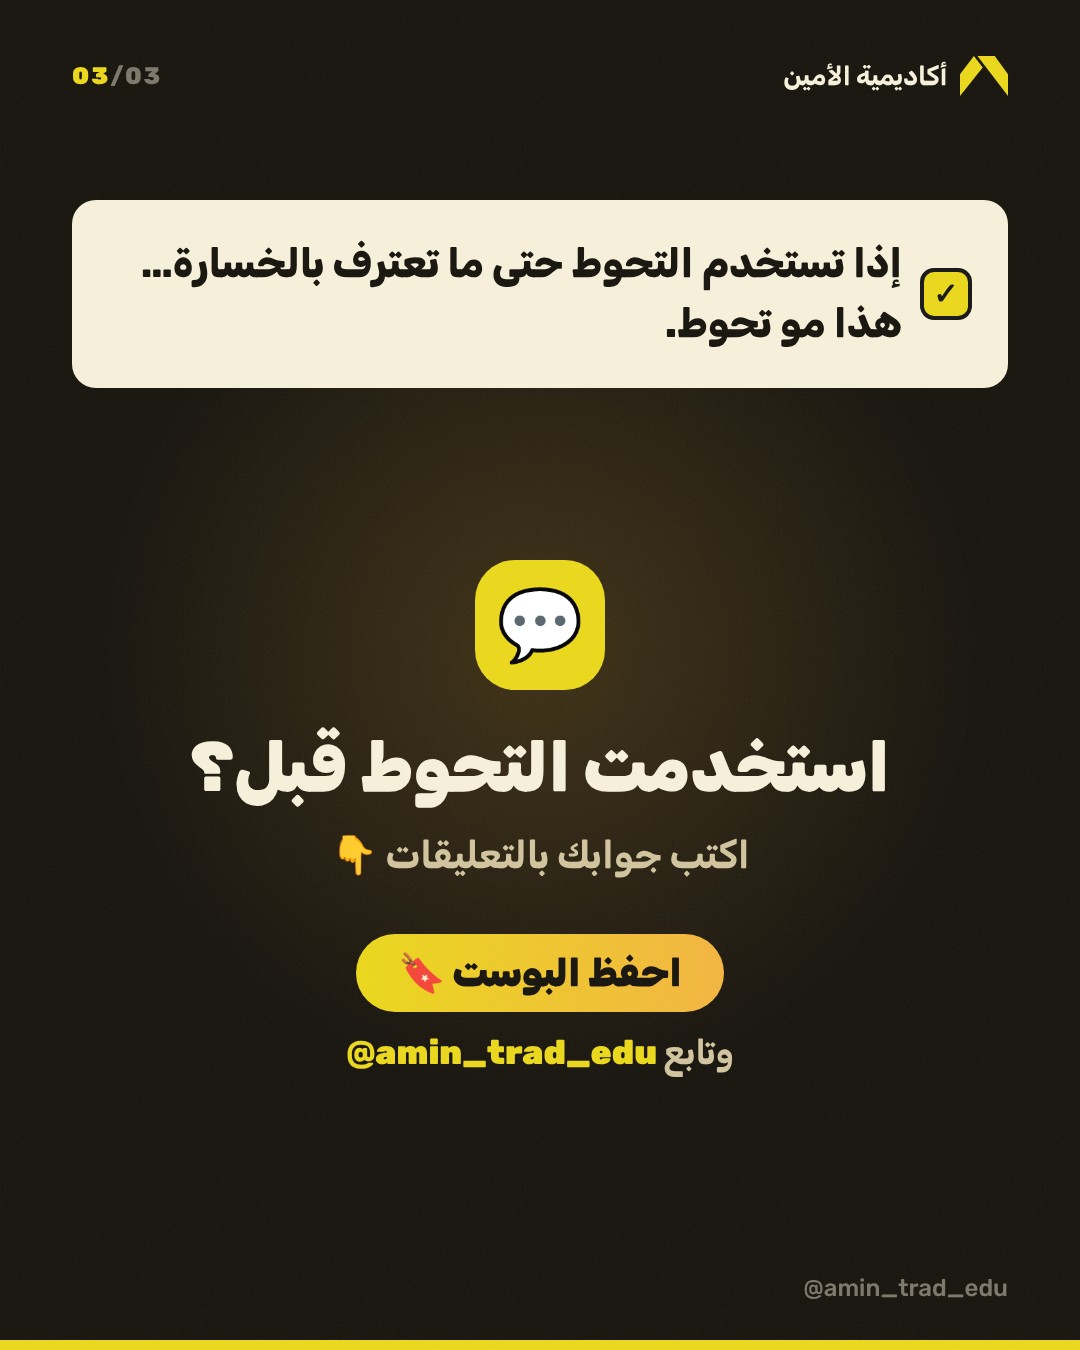 أكاديمية الأمين
03/03
إذا تستخدم التحوط حتى ما تعترف بالخسارة...
هذا مو تحوط.
استخدمت التحوط قبل؟
اكتب جوابك بالتعليقات 👇
احفظ البوست 🔖
وتابع @amin_trad_edu
@amin_trad_edu